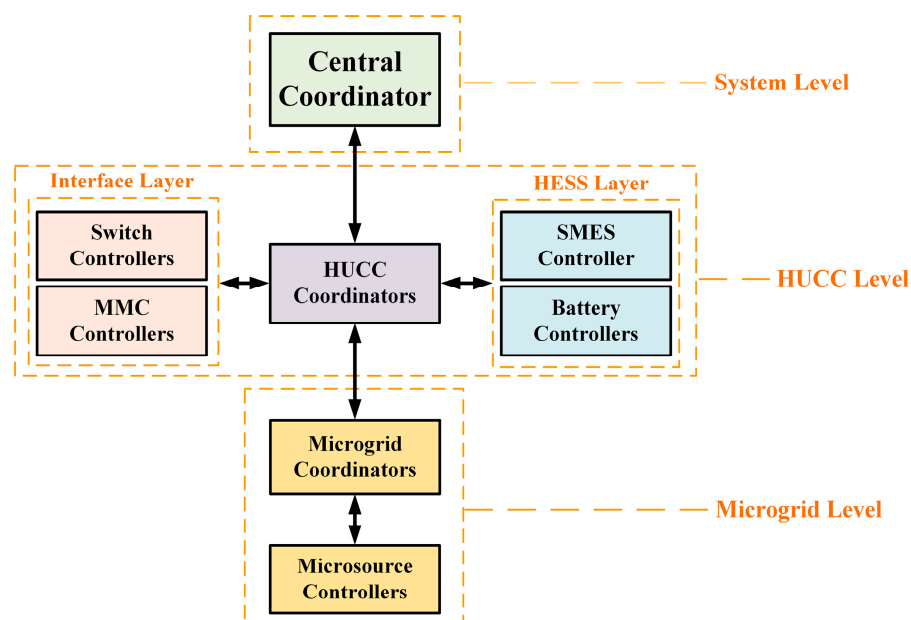 Central
Coordinator
System Level
Interface Layer
HESS Layer
Switch
Controllers
MMC
Controllers
HUCC
Coordinators
SMES
Controller
Battery
Controllers
HUCC Level
Microgrid
Coordinators
Microgrid Level
Microsource
Controllers